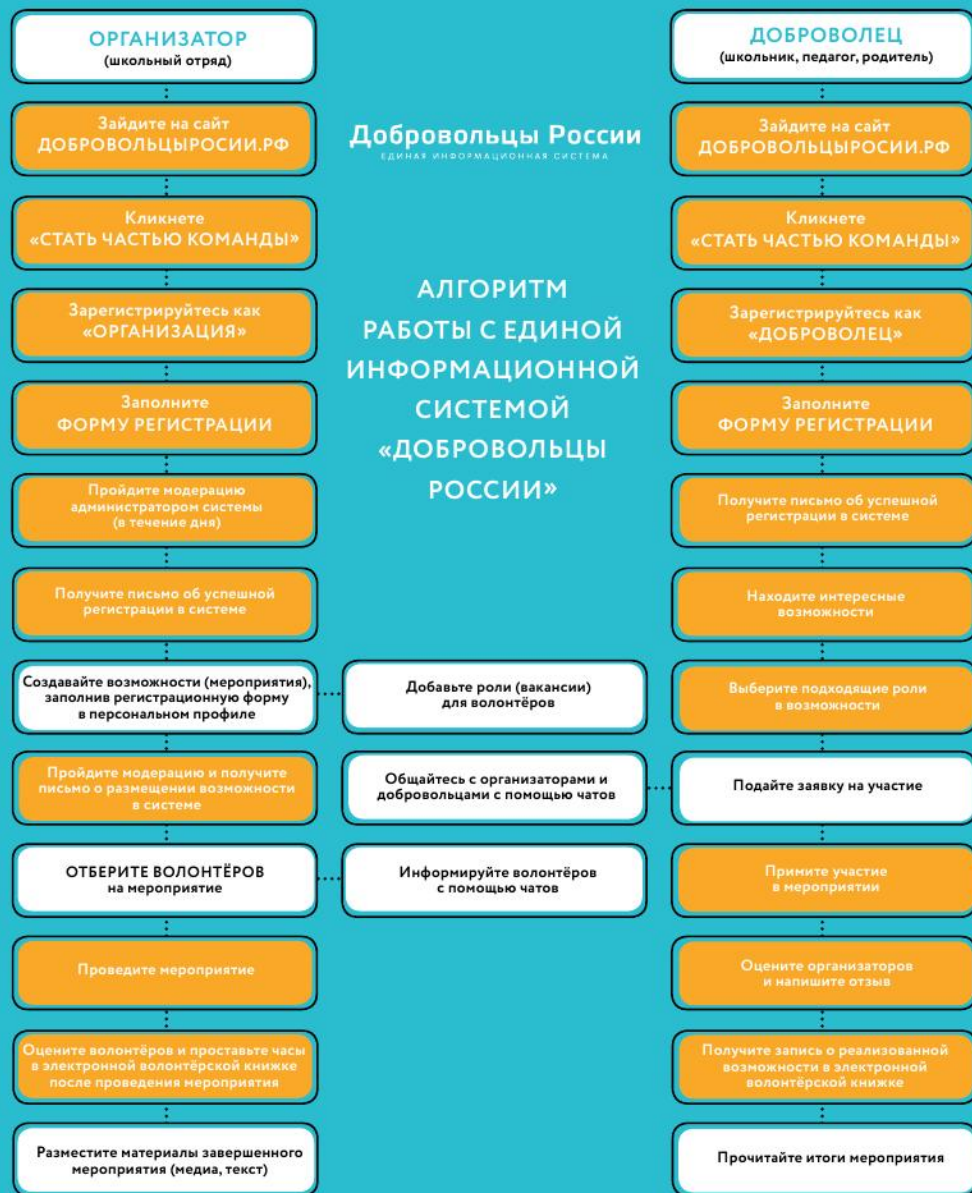 ОРГАНИЗАТОР
(школьный отряд)
Зайдите на сайт
ДОБРОВОЛЬЦЫРОСИИ.РФ
Кликнете
«СТАТЬ ЧАСТЬЮ КОМАНДЫ»
Зарегистрируйтесь как
«ОРГАНИЗАЦИЯ»
Заполните
ФОРМУ РЕГИСТРАЦИИ
Пройдите модерацию
администратором системы
(в течение дня)
Получите письмо об успешной
регистрации в системе
Создавайте возможности (мероприятия),
заполнив регистрационную форму
в персональном профиле
Пройдите модерацию и получите
письмо о размещении возможности
в системе
ОТБЕРИТЕ ВОЛОНТЁРОВ
на мероприятие
Проведите мероприятие
Оцените волонтёров и проставьте часы
в электронной волонтёрской книжке
после проведения мероприятия
Разместите материалы завершенного
мероприятия (медиа, текст)
Добровольцы России
ЕДИНАЯ ИНФОРМАЦИОННАЯ СИСТЕМА
АЛГОРИТМ
РАБОТЫ С ЕДИНОЙ
ИНФОРМАЦИОННОЙ
СИСТЕМОЙ
«ДОБРОВОЛЬЦЫ
РОССИИ»
Добавьте роли (вакансии)
для волонтёров
Общайтесь с организаторами и
добровольцами с помощью чатов
Информируйте волонтёров
с помощью чатов
ДОБРОВОЛЕЦ
(школьник, педагог, родитель)
Зайдите на сайт
ДОБРОВОЛЬЦЫРОСИИ.РФ
Кликнете
«СТАТЬ ЧАСТЬЮ КОМАНДЫ»
Зарегистрируйтесь как
«ДОБРОВОЛЕЦ»
Заполните
ФОРМУ РЕГИСТРАЦИИ
Получите письмо об успешной
регистрации в системе
Находите интересные
возможности
Выберите подходящие роли
в возможности
Подайте заявку на участие
Примите участие
в мероприятии
Оцените организаторов
и напишите отзыв
Получите запись о реализованной
возможности в электронной
волонтёрской книжке
Прочитайте итоги мероприятия